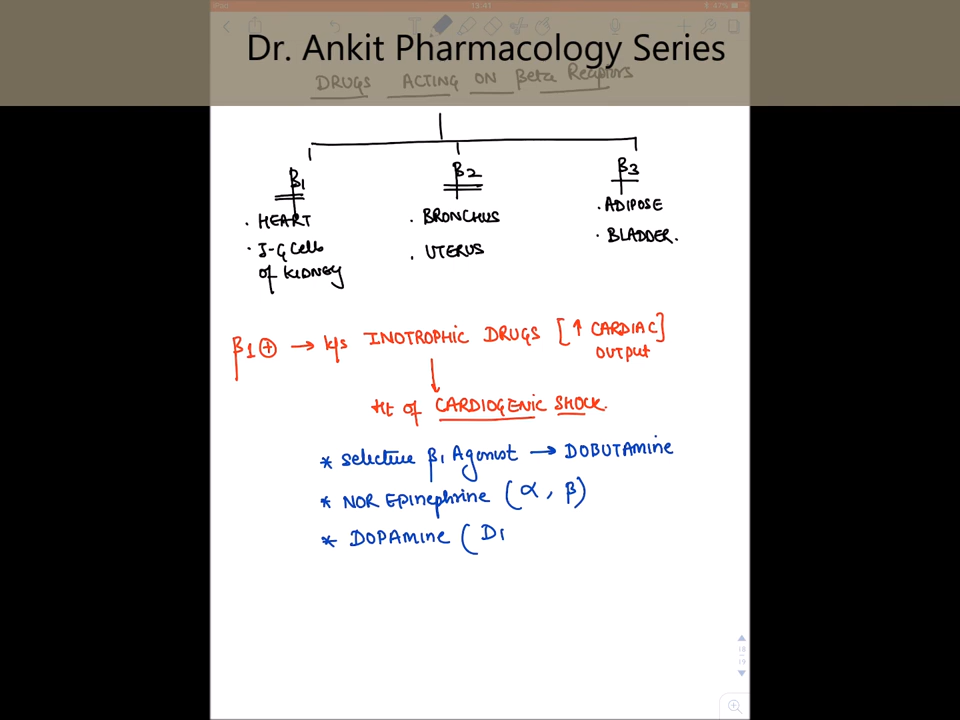 Dr. Ankit Pharmacology Series
DRUGS ACTING ON Beta Receptors
β1
β2
β3
· HEART
· J-G Cells
of KIDNEY
· BRONCHUS
· UTERUS
· ADIPOSE
· BLADDER.
β1 ⊕ → k/s INOTROPHIC DRUGS [↑ CARDIAC OUTPUT]
↓
tt of CARDIOGENIC SHOCK.
* Selective β1 Agonist → DOBUTAMINE
* NOR EPinephrine (α, β)
* DOPAMINE (D1